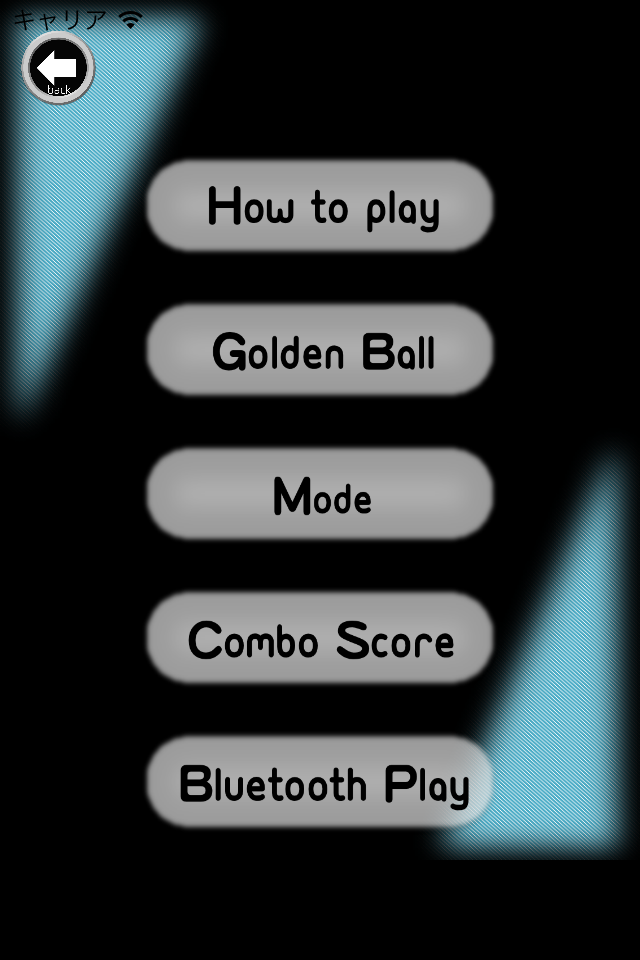 キャリア
back
How to play
Golden Ball
Mode
Combo Score
Bluetooth Play